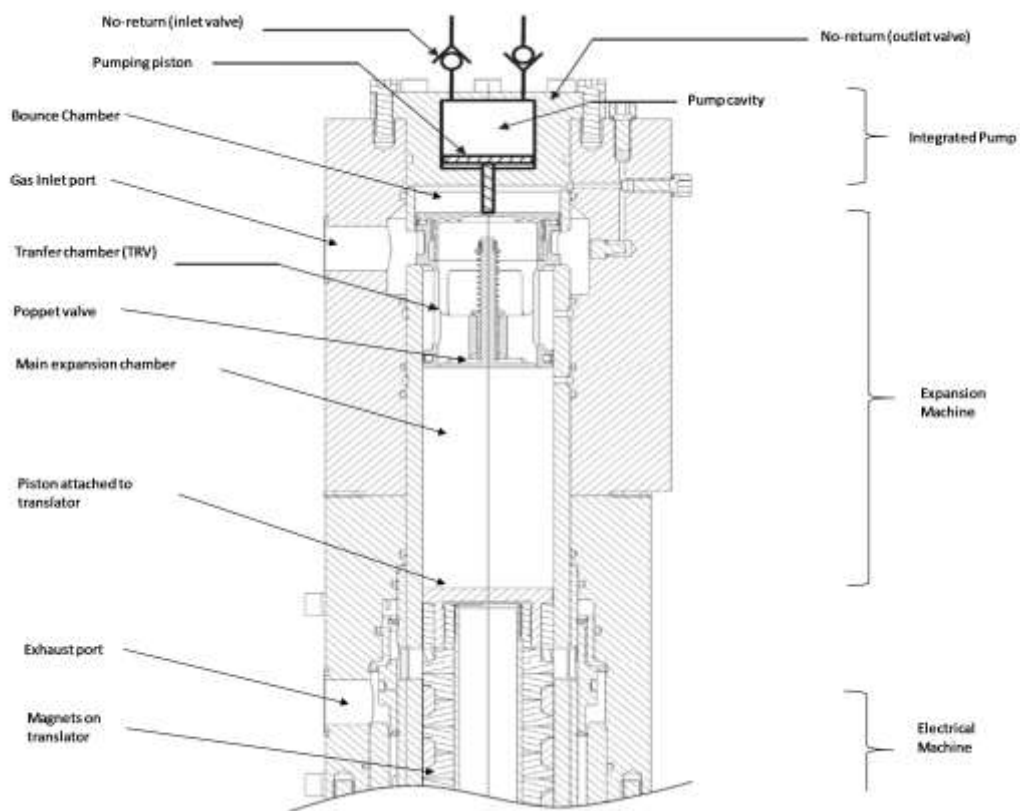 No-return (inlet valve)
No-return (outlet valve)
Pumping piston
Pump cavity
Bounce Chamber
Integrated Pump
Gas Inlet port
Tranfer chamber (TRV)
Poppet valve
Main expansion chamber
Expansion
Machine
Piston attached to
translator
Exhaust port
Magnets on
translator
Electrical
Machine